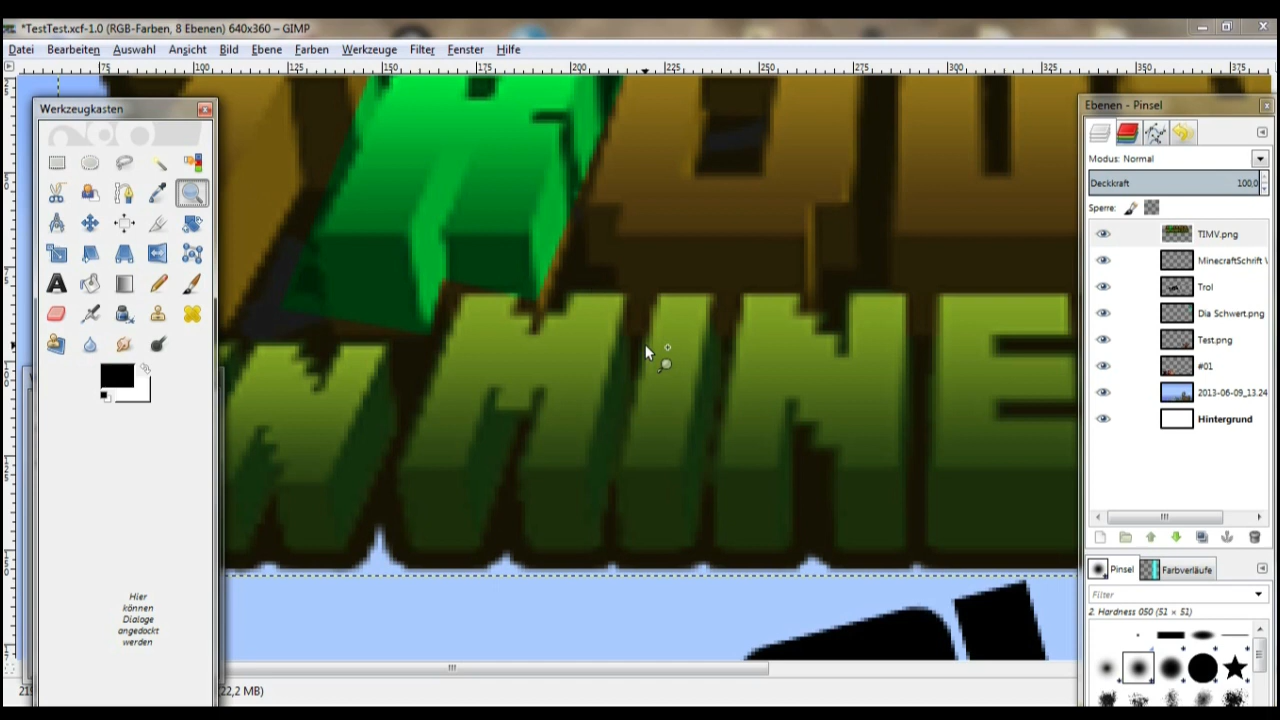 *TestTest.xcf-1.0 (RGB-Farben, 8 Ebenen) 640x360 – GIMP
Datei Bearbeiten Auswahl Ansicht Bild Ebene Farben Werkzeuge Filter Fenster Hilfe
75 100 125 150 175 200 225 250 275 300 325 350 375
Werkzeugkasten
Ebenen - Pinsel
Modus: Normal
Deckkraft 100,0
Sperre:
TIMV.png
MinecraftSchrift
Trol
Dia Schwert.png
Test.png
#01
2013-06-09_13.24
Hintergrund
N MINE
Hier
können
Dialoge
angedockt
werden
Pinsel Farbverläufe
Filter
2. Hardness 050 (51 × 51)
22,2 MB)